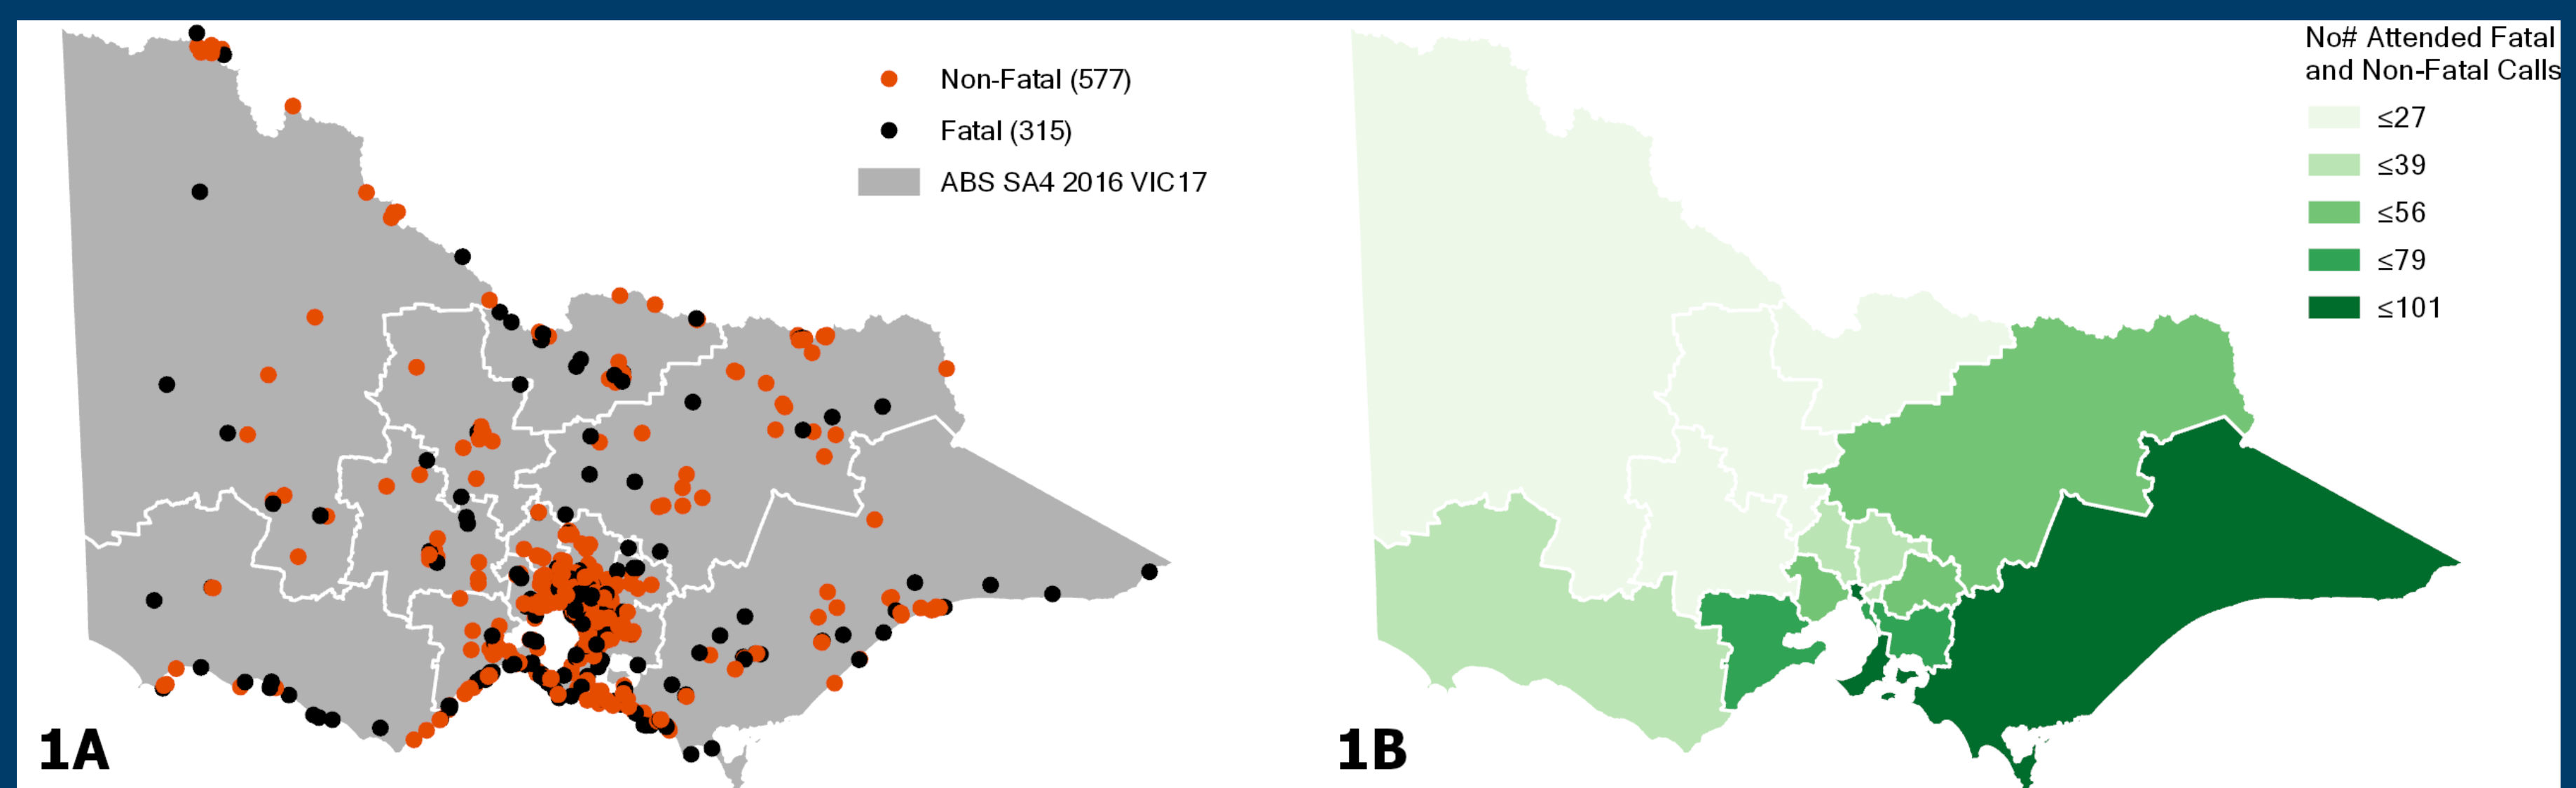 Non-Fatal (577)
Fatal (315)
ABS SA4 2016 VIC17
1A
No# Attended Fatal
and Non-Fatal Calls
≤27
≤39
≤56
≤79
≤101
1B